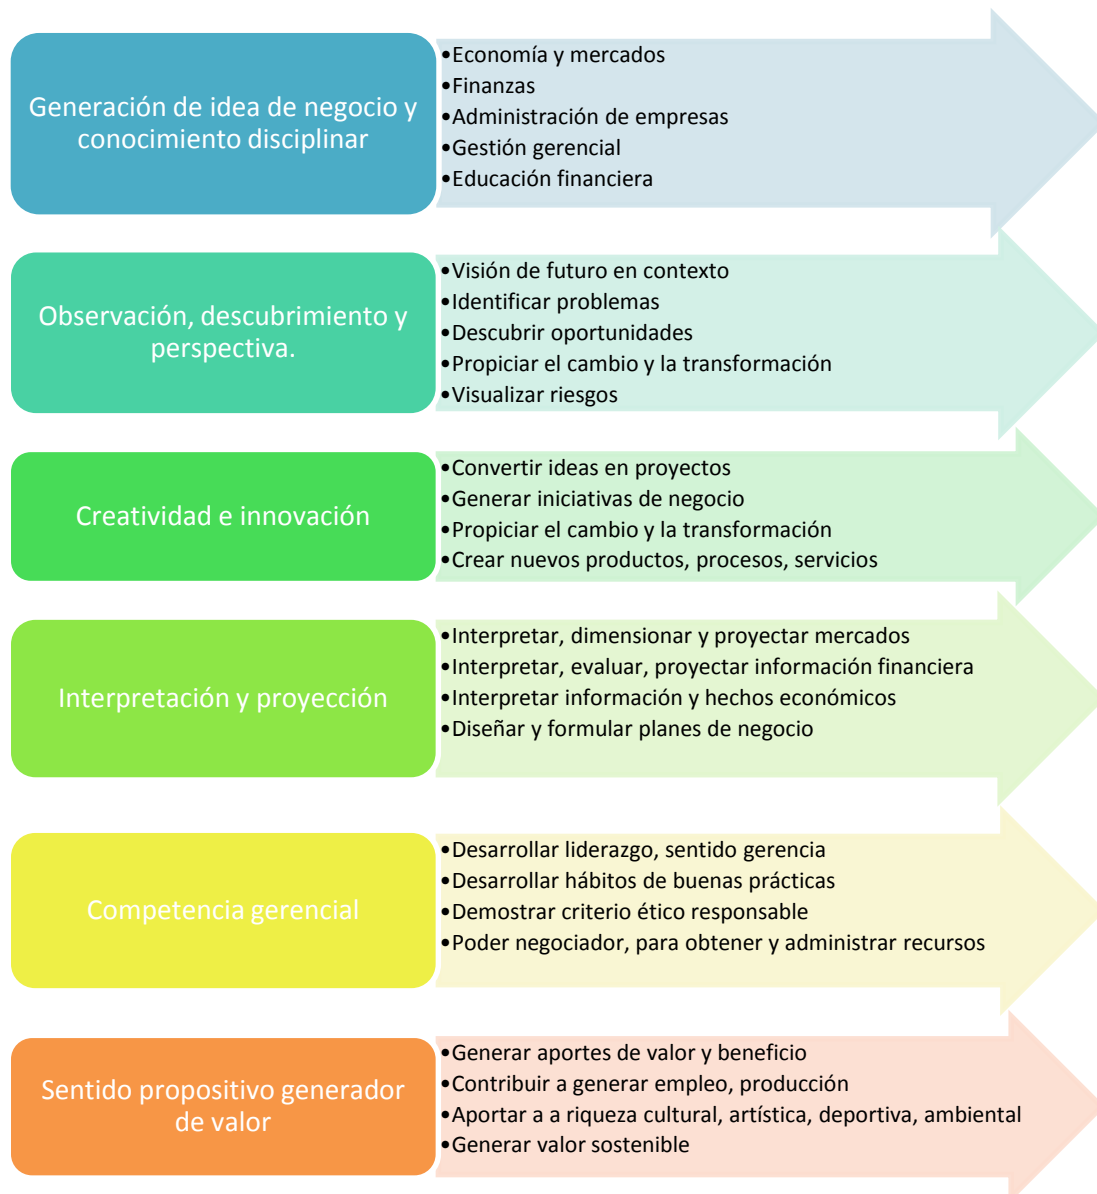 Generación de idea de negocio y
conocimiento disciplinar
•Economía y mercados
•Finanzas
•Administración de empresas
•Gestión gerencial
•Educación financiera
Observación, descubrimiento y
perspectiva.
•Visión de futuro en contexto
•Identificar problemas
•Descubrir oportunidades
•Propiciar el cambio y la transformación
•Visualizar riesgos
Creatividad e innovación
•Convertir ideas en proyectos
•Generar iniciativas de negocio
•Propiciar el cambio y la transformación
•Crear nuevos productos, procesos, servicios
Interpretación y proyección
•Interpretar, dimensionar y proyectar mercados
•Interpretar, evaluar, proyectar información financiera
•Interpretar información y hechos económicos
•Diseñar y formular planes de negocio
Competencia gerencial
•Desarrollar liderazgo, sentido gerencia
•Desarrollar hábitos de buenas prácticas
•Demostrar criterio ético responsable
•Poder negociador, para obtener y administrar recursos
Sentido propositivo generador
de valor
•Generar aportes de valor y beneficio
•Contribuir a generar empleo, producción
•Aportar a a riqueza cultural, artística, deportiva, ambiental
•Generar valor sostenible